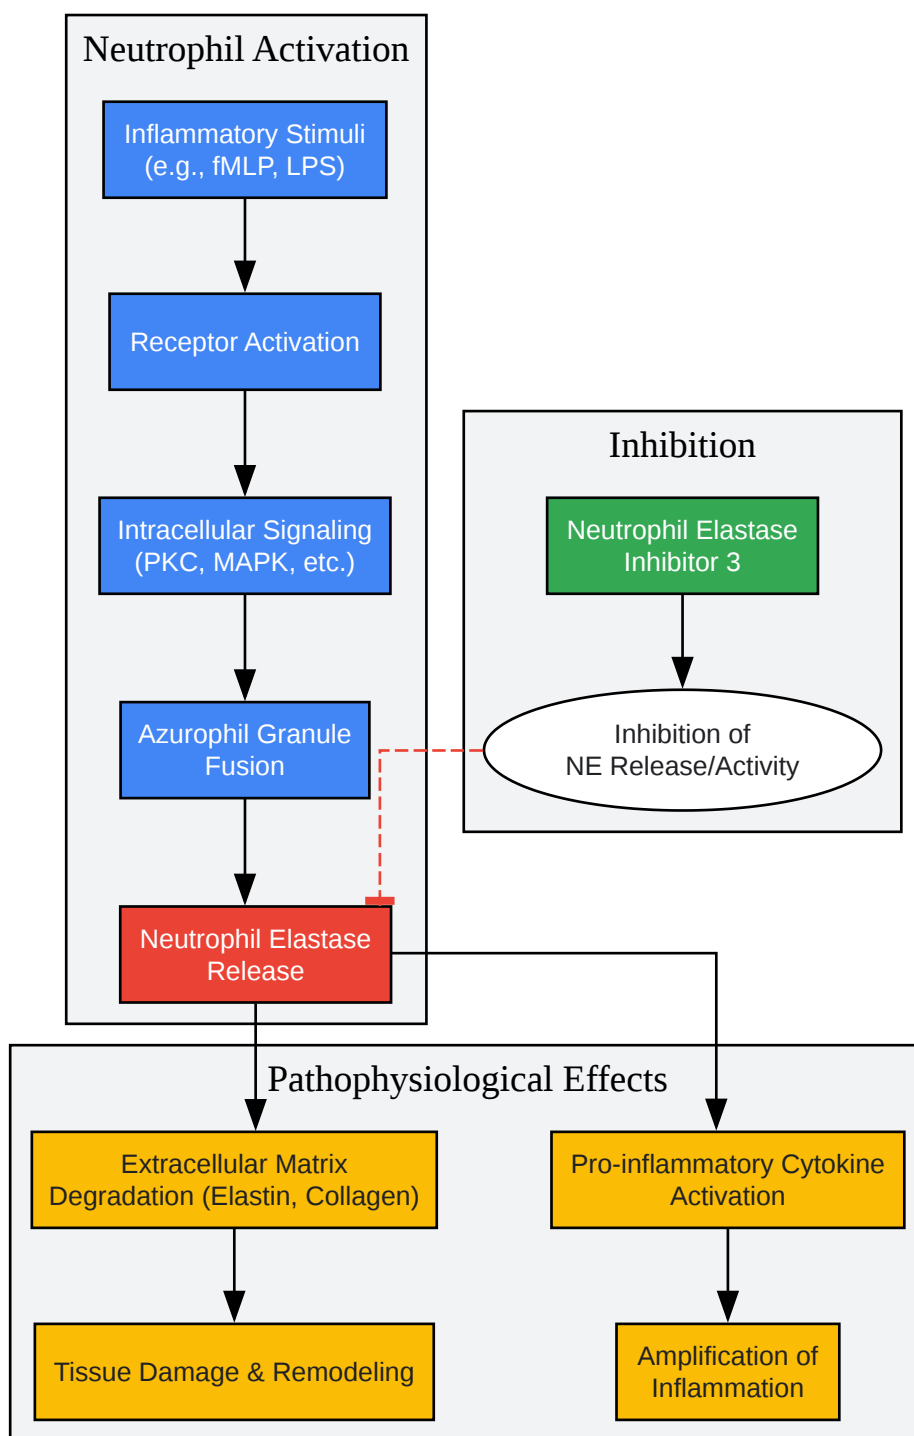 Neutrophil Activation
Inflammatory Stimuli
(e.g., fMLP, LPS)
Receptor Activation
Intracellular Signaling
(PKC, MAPK, etc.)
Azurophil Granule
Fusion
Neutrophil Elastase
Release
Inhibition
Neutrophil Elastase
Inhibitor 3
Inhibition of
NE Release/Activity
Pathophysiological Effects
Extracellular Matrix
Degradation (Elastin, Collagen)
Tissue Damage & Remodeling
Pro-inflammatory Cytokine
Activation
Amplification of
Inflammation